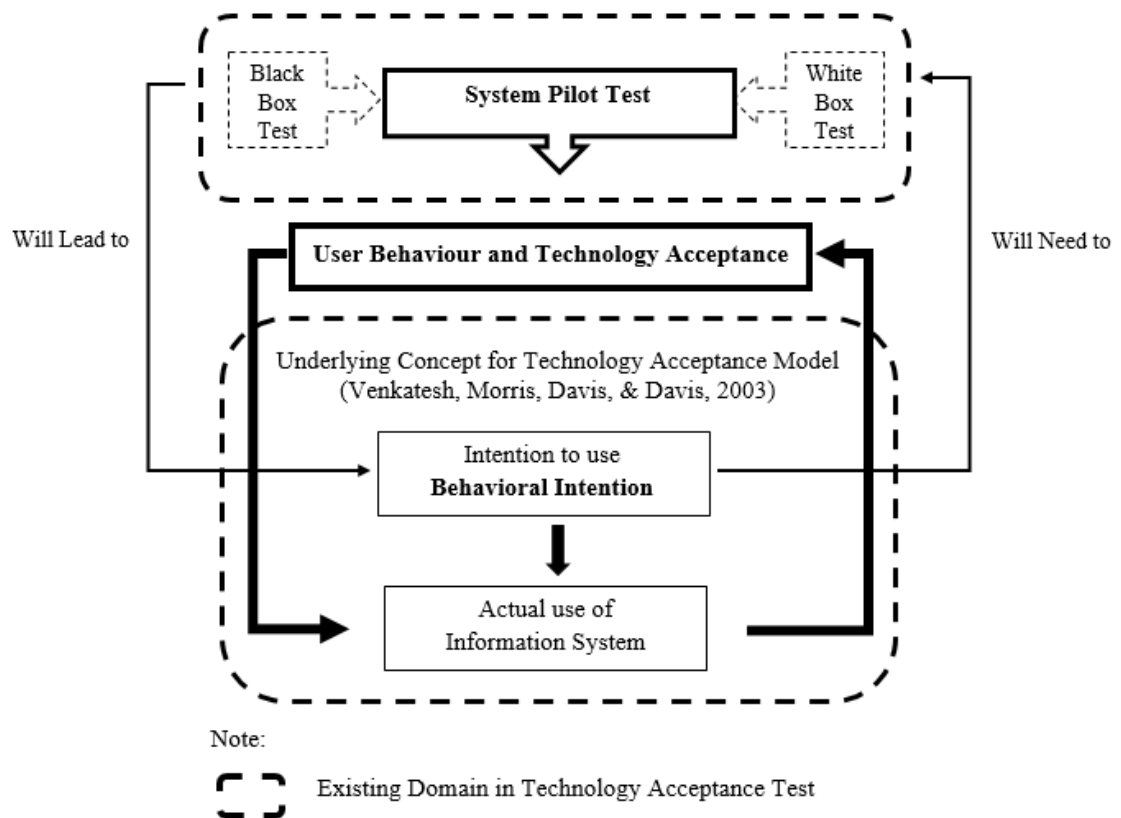 Black
Box
Test
System Pilot Test
White
Box
Test
Will Lead to
Will Need to
User Behaviour and Technology Acceptance
Underlying Concept for Technology Acceptance Model
(Venkatesh, Morris, Davis, & Davis, 2003)
Intention to use
Behavioral Intention
Actual use of
Information System
Note:
Existing Domain in Technology Acceptance Test